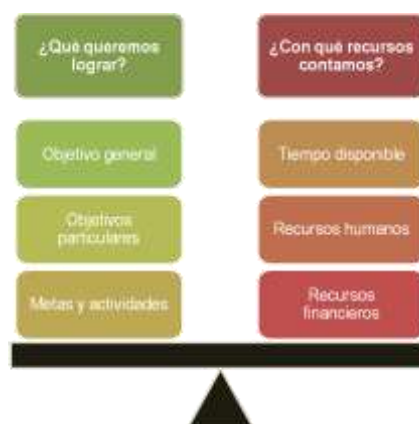 ¿Qué queremos
lograr?
Objetivo general
Objetivos
particulares
Metas y actividades
¿Con qué recursos
contamos?
Tiempo disponible
Recursos humanos
Recursos
financieros